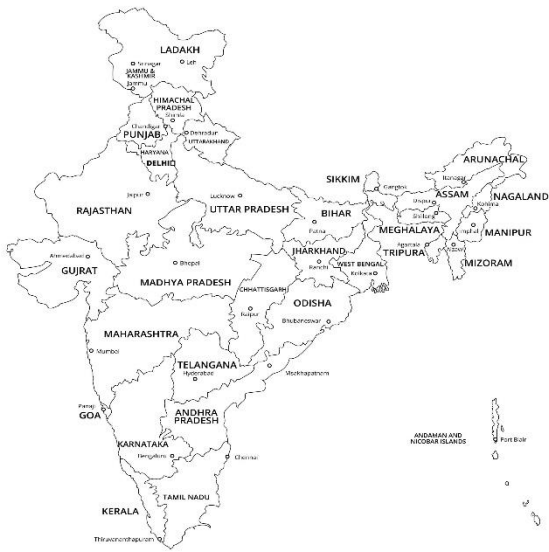 LADAKH
Srinagar
Leh
JAMMU &
KASHMIR
Jammu
HIMACHAL
PRADESH
Shimla
Chandigar
PUNJAB
Dehradun
UTTARAKHAND
HARYANA
DELHI
ARUNACHAL
Itanagar
SIKKIM
Gangtok
ASSAM
Dispur
NAGALAND
Kohima
Jaipur
Lucknow
RAJASTHAN
UTTAR PRADESH
BIHAR
Patna
Shillong
MEGHALAYA
Imphal
MANIPUR
Agartala
TRIPURA
Aizawl
MIZORAM
Ahmedabad
GUJRAT
Bhopal
MADHYA PRADESH
JHARKHAND
Ranchi
WEST BENGAL
Kolkata
CHHATTISGARH
Raipur
ODISHA
Bhubaneswar
MAHARASHTRA
Mumbai
TELANGANA
Hyderabad
Visakhapatnam
Panaji
GOA
ANDHRA
PRADESH
KARNATAKA
Bengaluru
Chennai
ANDAMAN AND
NICOBAR ISLANDS
Port Blair
TAMIL NADU
KERALA
Thiruvananthapuram